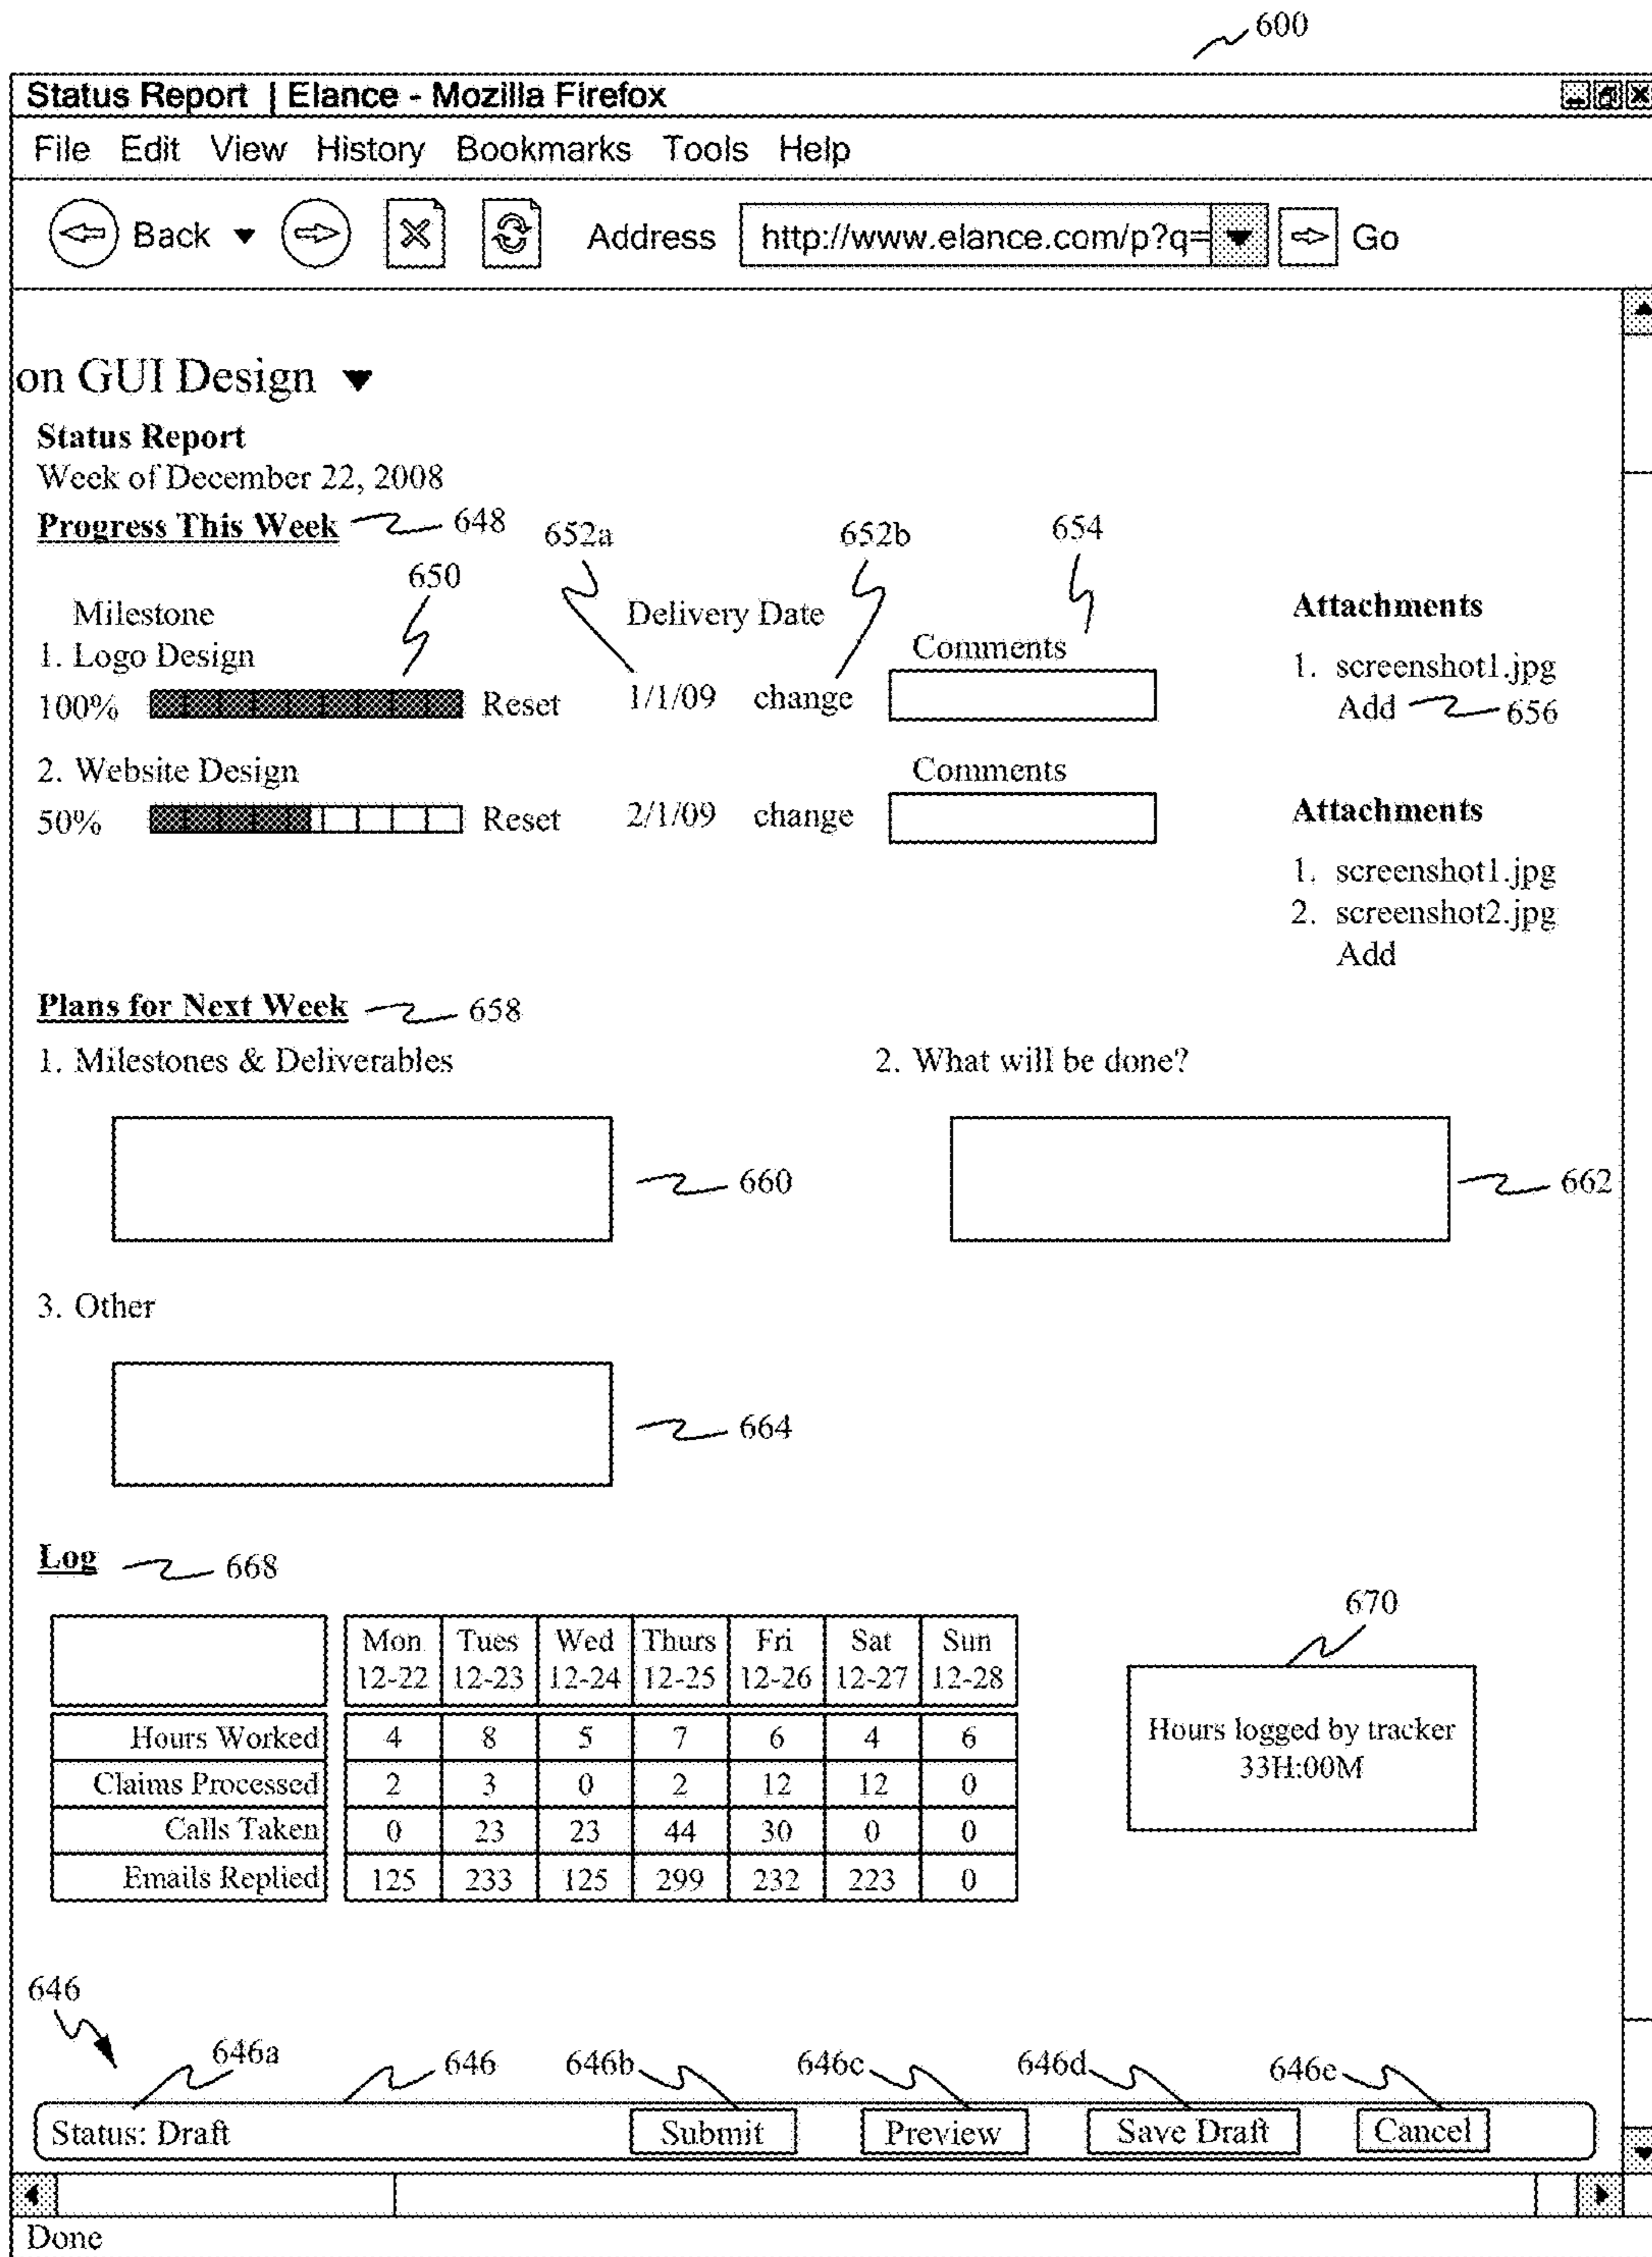 600
Status Report | Elance - Mozilla Firefox
File Edit View History Bookmarks Tools Help
Back Address http://www.elance.com/p?q= Go
on GUI Design
Status Report
Week of December 22, 2008
Progress This Week 648 652a 652b 654
650
Milestone Delivery Date Attachments
1. Logo Design Comments 1. screenshot1.jpg
100% Reset 1/1/09 change Add 656
2. Website Design Comments
50% Reset 2/1/09 change Attachments
1. screenshot1.jpg
2. screenshot2.jpg
Add
Plans for Next Week 658
1. Milestones & Deliverables 2. What will be done?
660 662
3. Other
664
Log 668
670
Mon Tues Wed Thurs Fri Sat Sun
12-22 12-23 12-24 12-25 12-26 12-27 12-28
Hours Worked 4 8 5 7 6 4 6 Hours logged by tracker
33H:00M
Claims Processed 2 3 0 2 12 12 0
Calls Taken 0 23 23 44 30 0 0
Emails Replied 125 233 125 299 232 223 0
646
646a 646 646b 646c 646d 646e
Status: Draft Submit Preview Save Draft Cancel
Done